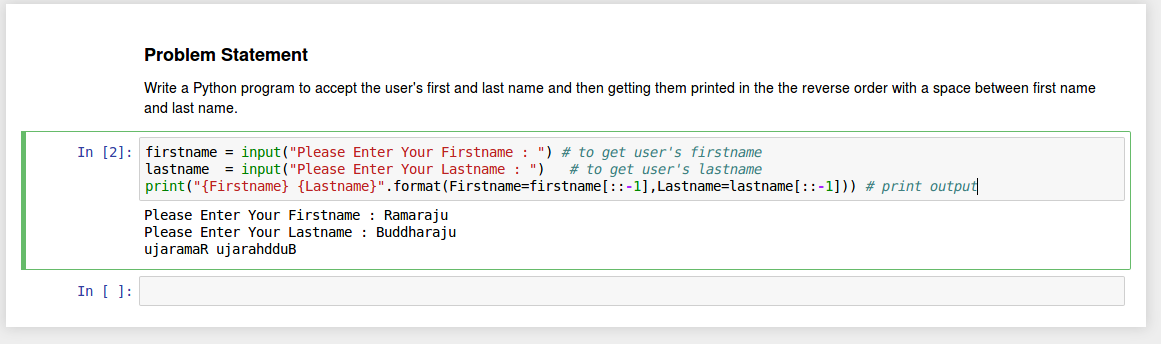 Problem Statement
Write a Python program to accept the user's first and last name and then getting them printed in the the reverse order with a space between first name
and last name.
In [2]: firstname = input("Please Enter Your Firstname : ") # to get user's firstname
lastname  = input("Please Enter Your Lastname : ")   # to get user's lastname
print("{Firstname} {Lastname}".format(Firstname=firstname[::-1],Lastname=lastname[::-1])) # print output
Please Enter Your Firstname : Ramaraju
Please Enter Your Lastname : Buddharaju
ujaramaR ujarahdduB
In [ ]: